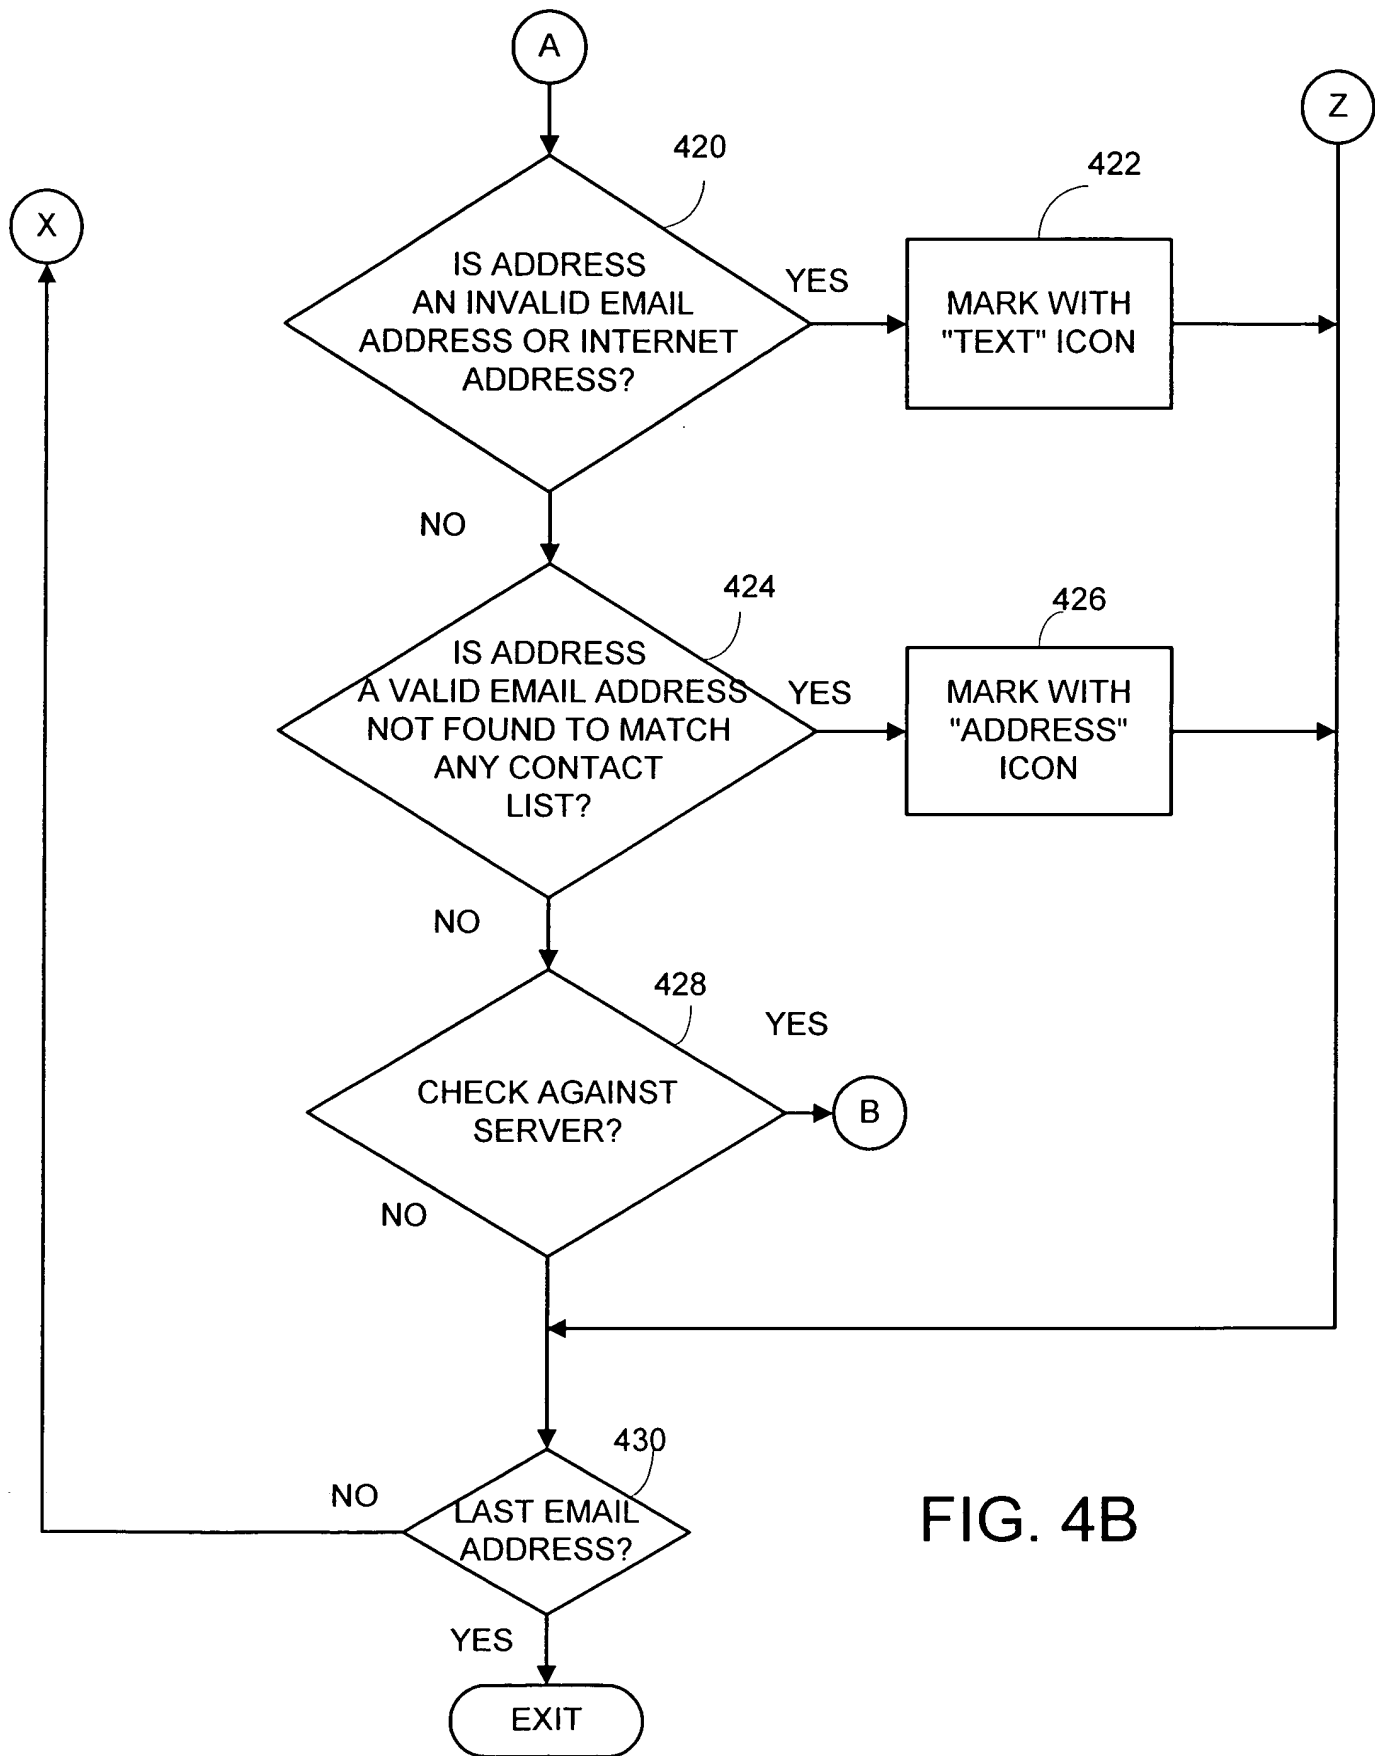 A
Z
X
420
422
IS ADDRESS
AN INVALID EMAIL
ADDRESS OR INTERNET
ADDRESS?
YES
MARK WITH
"TEXT" ICON
NO
424
426
IS ADDRESS
A VALID EMAIL ADDRESS
NOT FOUND TO MATCH
ANY CONTACT
LIST?
YES
MARK WITH
"ADDRESS"
ICON
NO
428
YES
CHECK AGAINST
SERVER?
B
NO
430
NO
LAST EMAIL
ADDRESS?
FIG. 4B
YES
EXIT